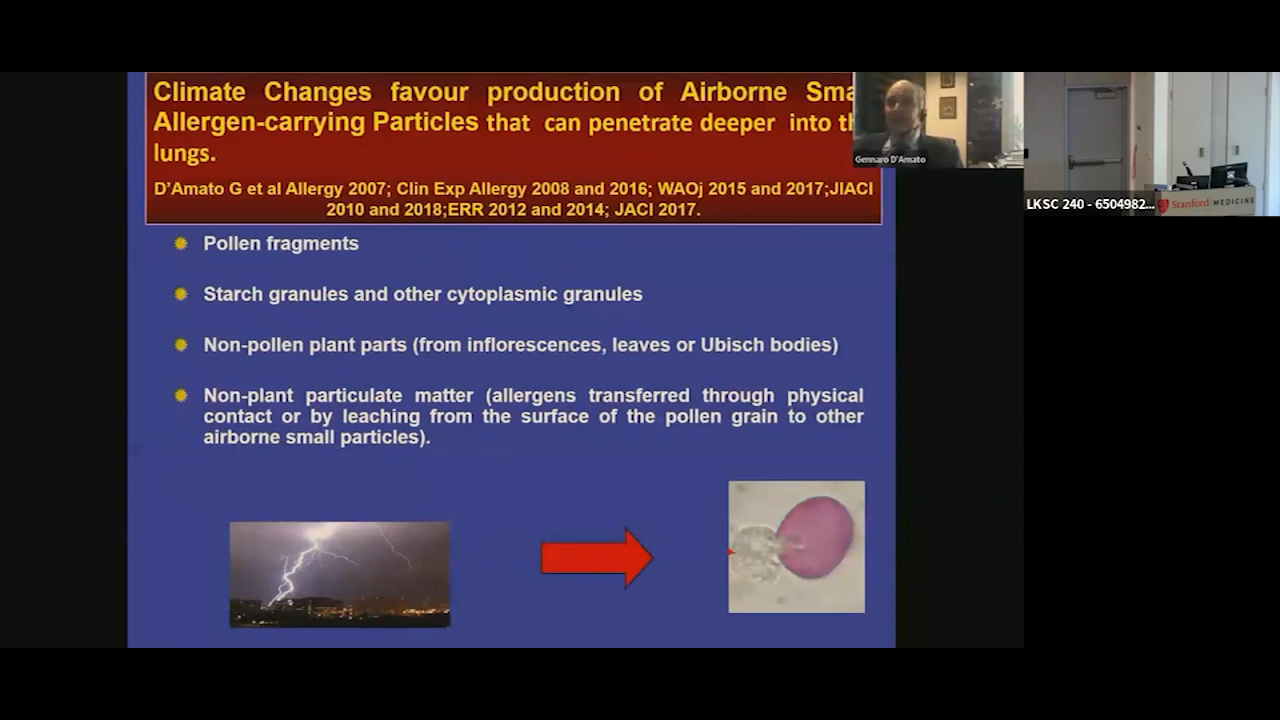 Climate Changes favour production of Airborne Sma
Allergen-carrying Particles that can penetrate deeper into th
lungs.
D'Amato G et al Allergy 2007; Clin Exp Allergy 2008 and 2016; WAOj 2015 and 2017;JIACI
2010 and 2018;ERR 2012 and 2014; JACI 2017.
Pollen fragments
Starch granules and other cytoplasmic granules
Non-pollen plant parts (from inflorescences, leaves or Ubisch bodies)
Non-plant particulate matter (allergens transferred through physical
contact or by leaching from the surface of the pollen grain to other
airborne small particles).
Gennaro D'Amato
LKSC 240 - 6504982...
Stanford MEDICINE